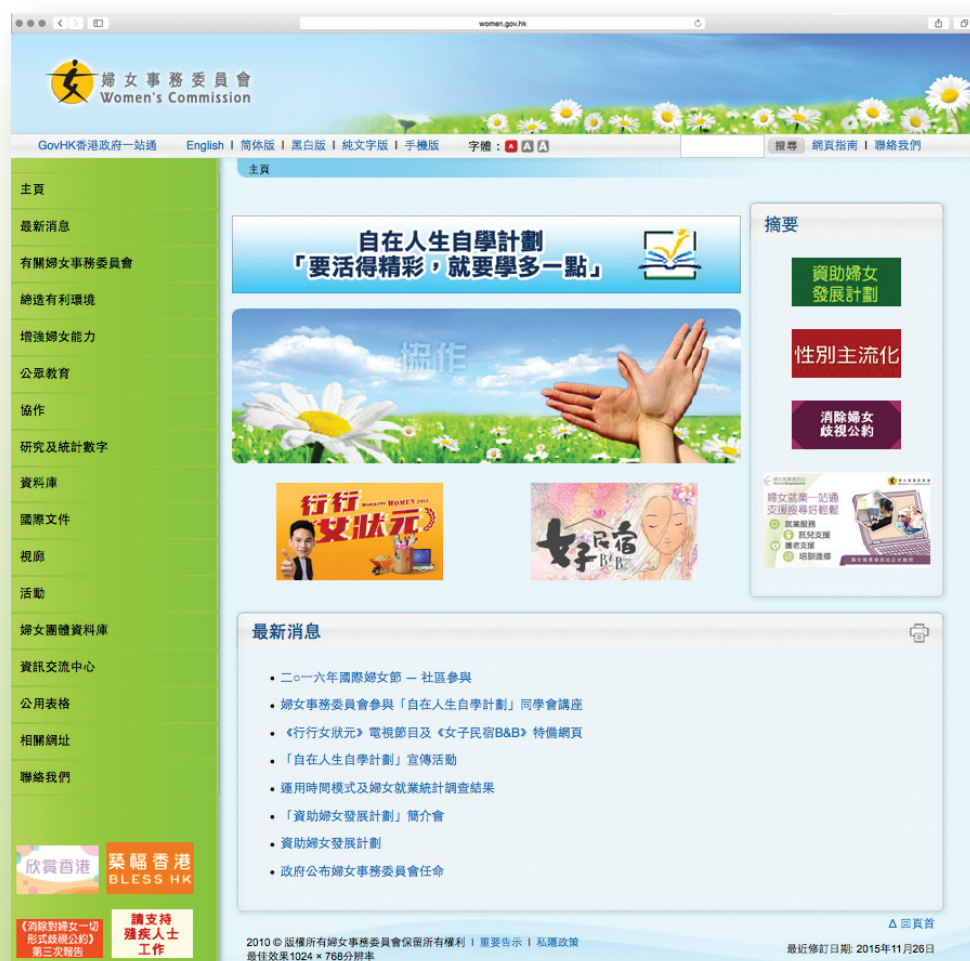 women.gov.hk
婦女事務委員會
Women's Commission
GovHK香港政府一站通 English | 简体版 | 黑白版 | 純文字版 | 手機版 字體：A A A 搜尋 網頁指南 | 聯絡我們
主頁
主頁
最新消息
有關婦女事務委員會
締造有利環境
增強婦女能力
公眾教育
協作
研究及統計數字
資料庫
國際文件
視廊
活動
婦女團體資料庫
資訊交流中心
公用表格
相關網址
聯絡我們
欣賞香港
築福香港
BLESS HK
《消除對婦女一切
形式歧視公約》
第三次報告
請支持
殘疾人士
工作
自在人生自學計劃
「要活得精彩，就要學多一點」
協作
行行
WORKING WOMEN 2015
女狀元
女子民宿
B&B
摘要
資助婦女
發展計劃
性別主流化
消除婦女
歧視公約
婦女就業一站通
支援搜尋好輕鬆
就業服務
託兒支援
護老支援
培訓進修
最新消息
• 二○一六年國際婦女節 — 社區參與
• 婦女事務委員會參與「自在人生自學計劃」同學會講座
• 《行行女狀元》電視節目及《女子民宿B&B》特備網頁
• 「自在人生自學計劃」宣傳活動
• 運用時間模式及婦女就業統計調查結果
• 「資助婦女發展計劃」簡介會
• 資助婦女發展計劃
• 政府公布婦女事務委員會任命
∆ 回頁首
2010 © 版權所有婦女事務委員會保留所有權利 | 重要告示 | 私隱政策
最佳效果1024 × 768分辨率
最近修訂日期: 2015年11月26日